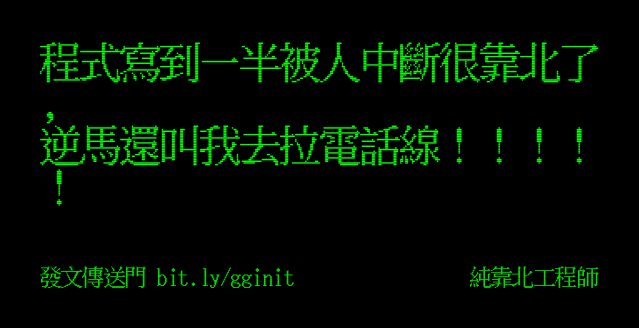 程式寫到一半被人中斷很靠北了
,
逆馬還叫我去拉電話線！！！！
！
發文傳送門 bit.ly/gginit
純靠北工程師